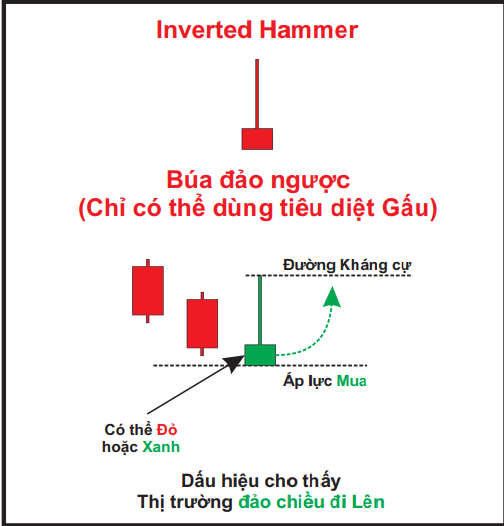 Inverted Hammer
Búa đảo ngược
(Chỉ có thể dùng tiêu diệt Gấu)
Đường Kháng cự
Áp lực Mua
Có thể Đỏ
hoặc Xanh
Dấu hiệu cho thấy
Thị trường đảo chiều đi Lên